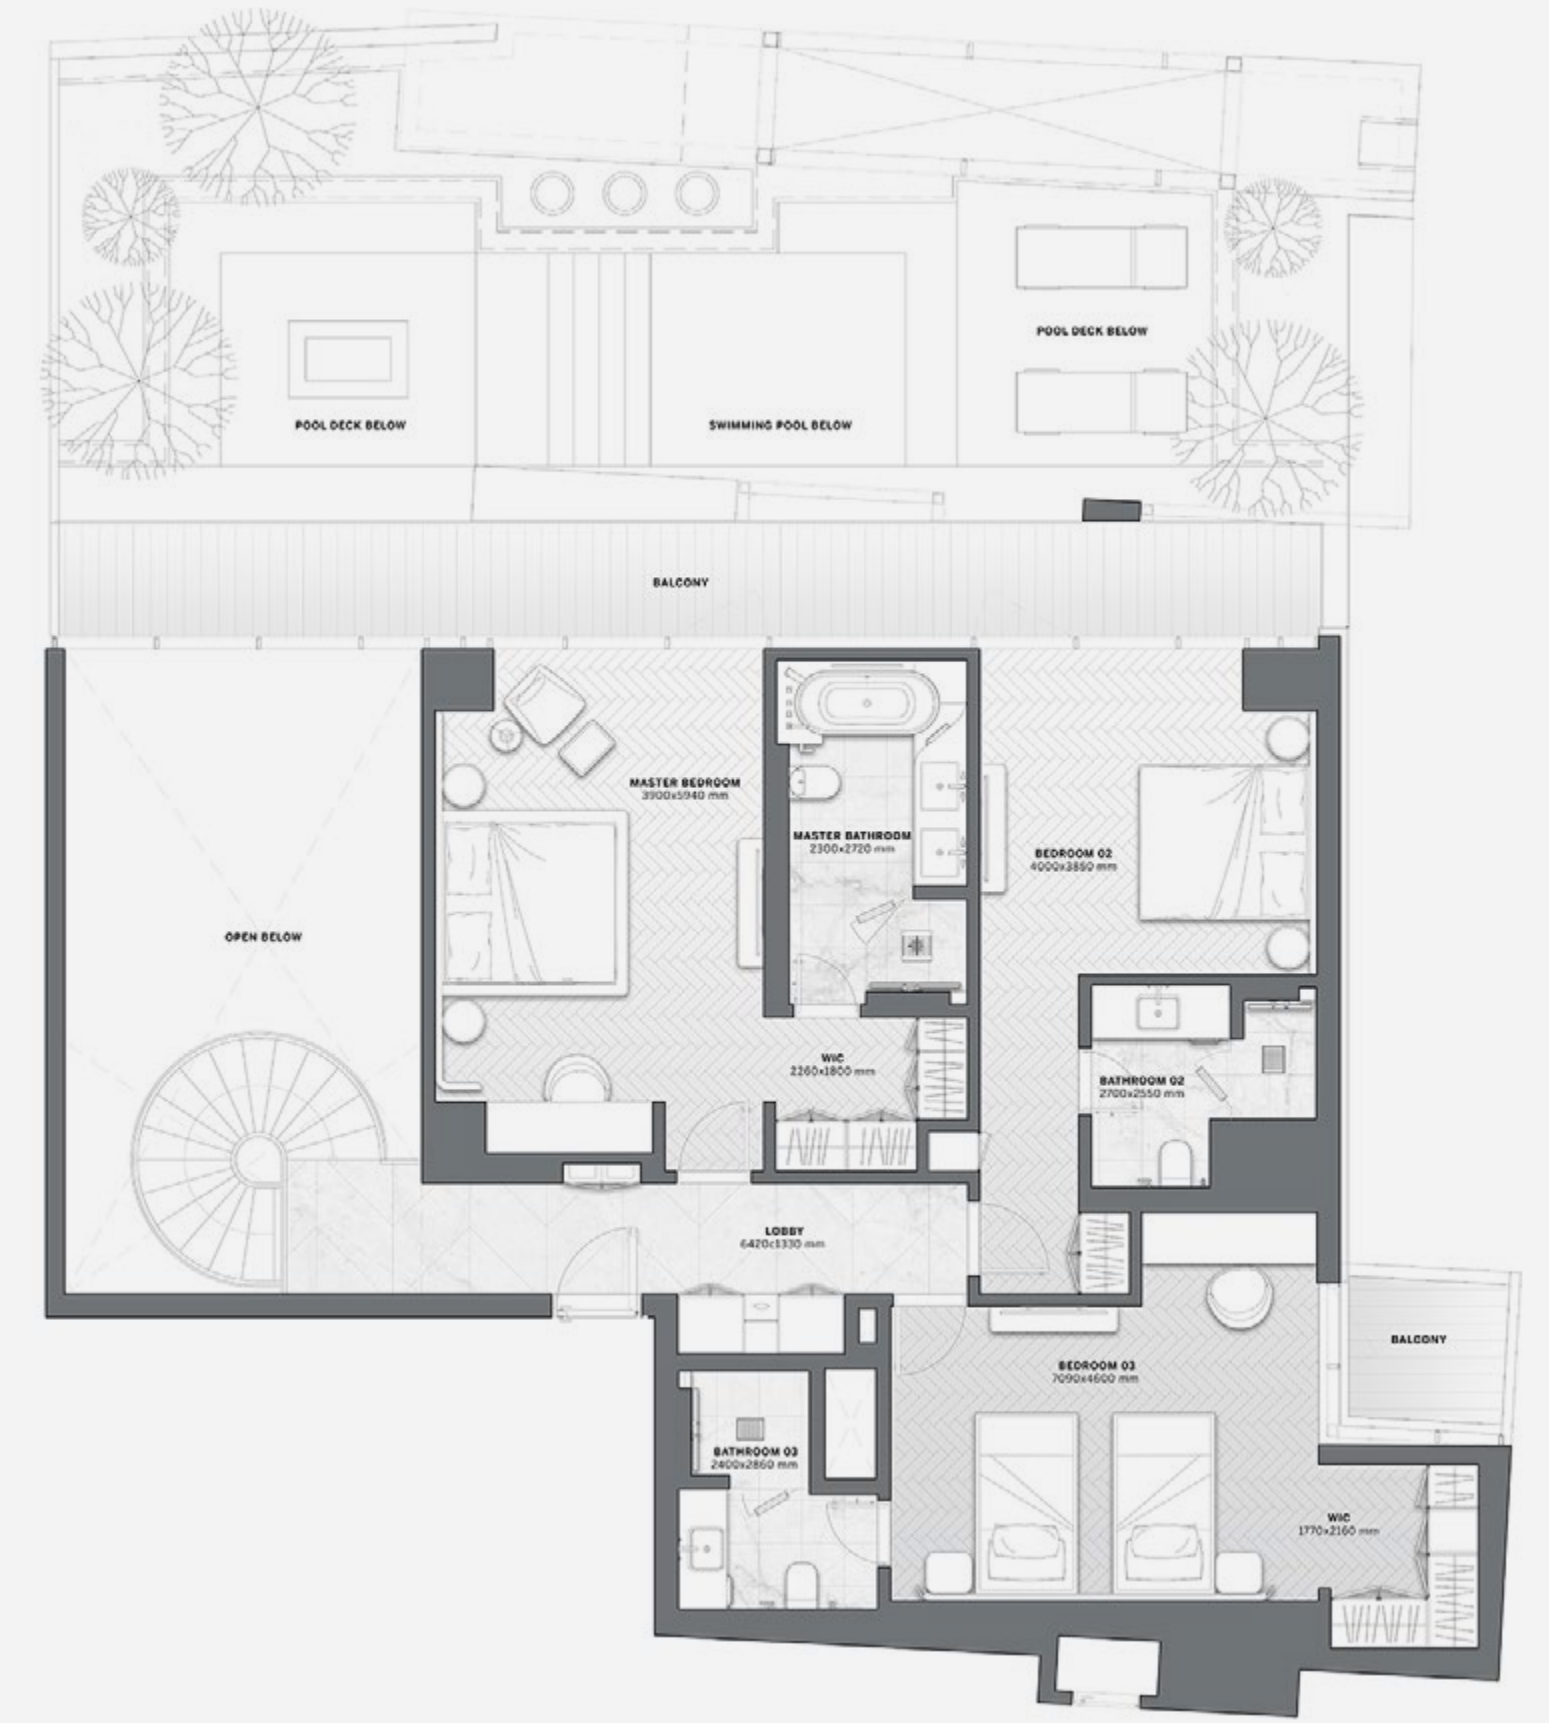 POOL DECK BELOW
POOL DECK BELOW
SWIMMING POOL BELOW
BALCONY
MASTER BEDROOM
3900x5940 mm
MASTER BATHROOM
2300x2720 mm
BEDROOM 02
4000x3860 mm
OPEN BELOW
WIC
2260x1800 mm
BATHROOM 02
2700x2550 mm
LOBBY
6420x1330 mm
BALCONY
BEDROOM 03
7090x4600 mm
BATHROOM 03
2400x2860 mm
WIC
1770x2160 mm